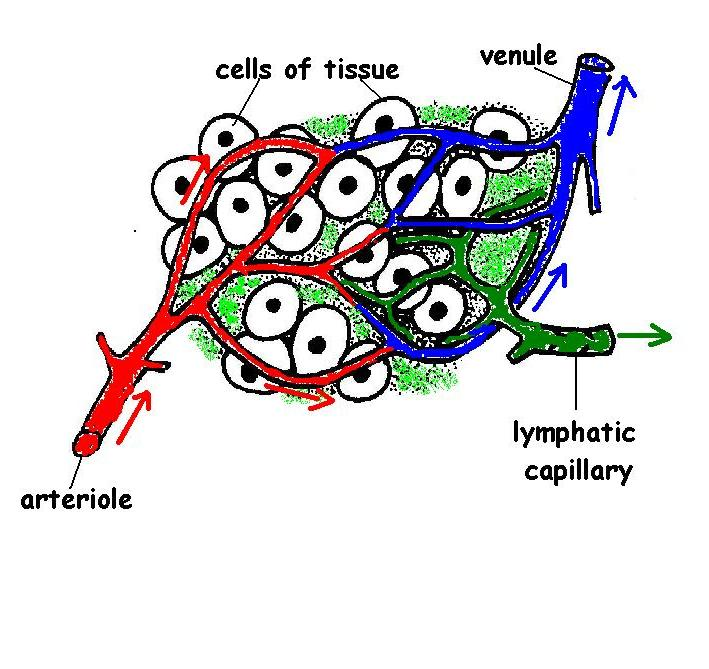 venule
cells of tissue
lymphatic
capillary
arteriole